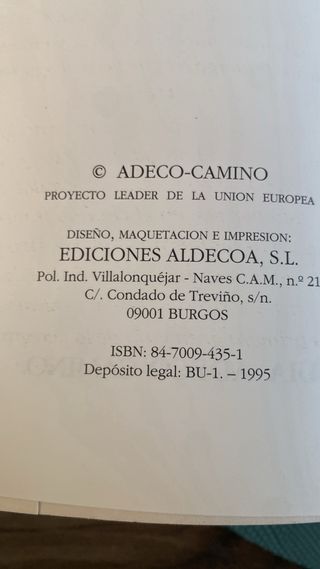 © ADECO-CAMINO
PROYECTO LEADER DE LA UNION EUROPEA
DISEÑO, MAQUETACION E IMPRESION:
EDICIONES ALDECOA, S.L.
Pol. Ind. Villalonquéjar - Naves C.A.M., n.º 21
C/. Condado de Treviño, s/n.
09001 BURGOS
ISBN: 84-7009-435-1
Depósito legal: BU-1. – 1995